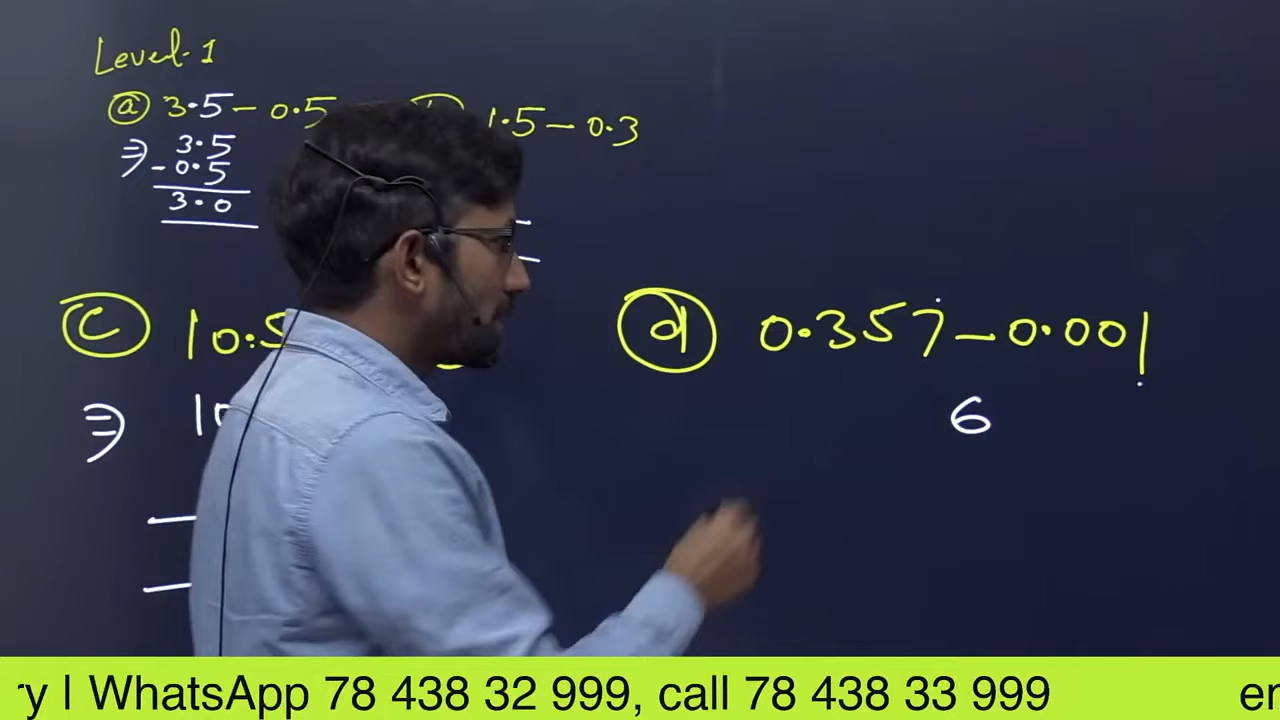 Level-1
ⓐ 3.5 - 0.5
1.5 - 0.3
⇒ 3.5
- 0.5
3.0
ⓒ 10.5
ⓓ 0.357 - 0.001
⇒ 10
6
WhatsApp 78 438 32 999, call 78 438 33 999